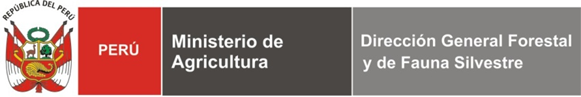 REPÚBLICA DEL PERÚ
PERÚ
Ministerio de
Agricultura
Dirección General Forestal
y de Fauna Silvestre